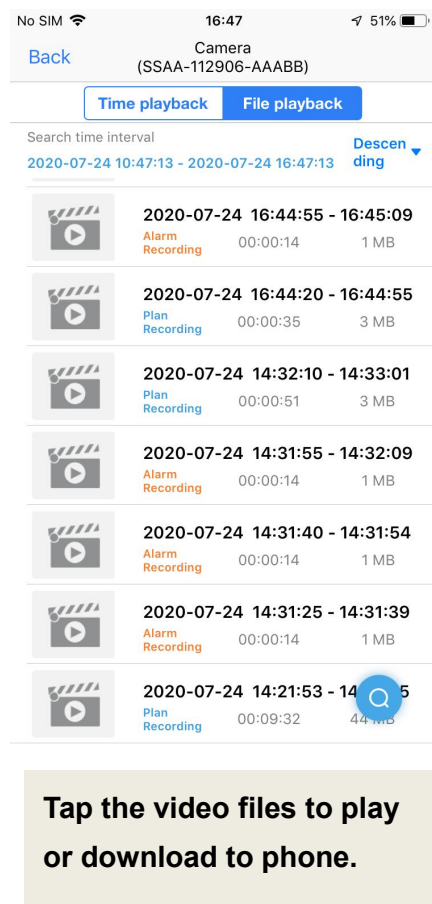 No SIM 16:47 51%
Back Camera
(SSAA-112906-AAABB)
Time playback File playback
Search time interval
2020-07-24 10:47:13 - 2020-07-24 16:47:13 Descen
ding
2020-07-24 16:44:55 - 16:45:09
Alarm
Recording 00:00:14 1 MB
2020-07-24 16:44:20 - 16:44:55
Plan
Recording 00:00:35 3 MB
2020-07-24 14:32:10 - 14:33:01
Plan
Recording 00:00:51 3 MB
2020-07-24 14:31:55 - 14:32:09
Alarm
Recording 00:00:14 1 MB
2020-07-24 14:31:40 - 14:31:54
Alarm
Recording 00:00:14 1 MB
2020-07-24 14:31:25 - 14:31:39
Alarm
Recording 00:00:14 1 MB
2020-07-24 14:21:53 -
Plan
Recording 00:09:32 44 MB
Tap the video files to play
or download to phone.